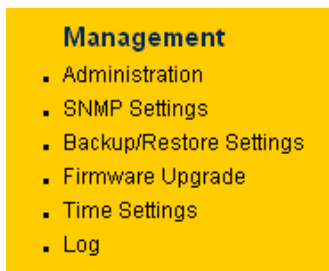 Management
Administration
SNMP Settings
Backup/Restore Settings
Firmware Upgrade
Time Settings
Log